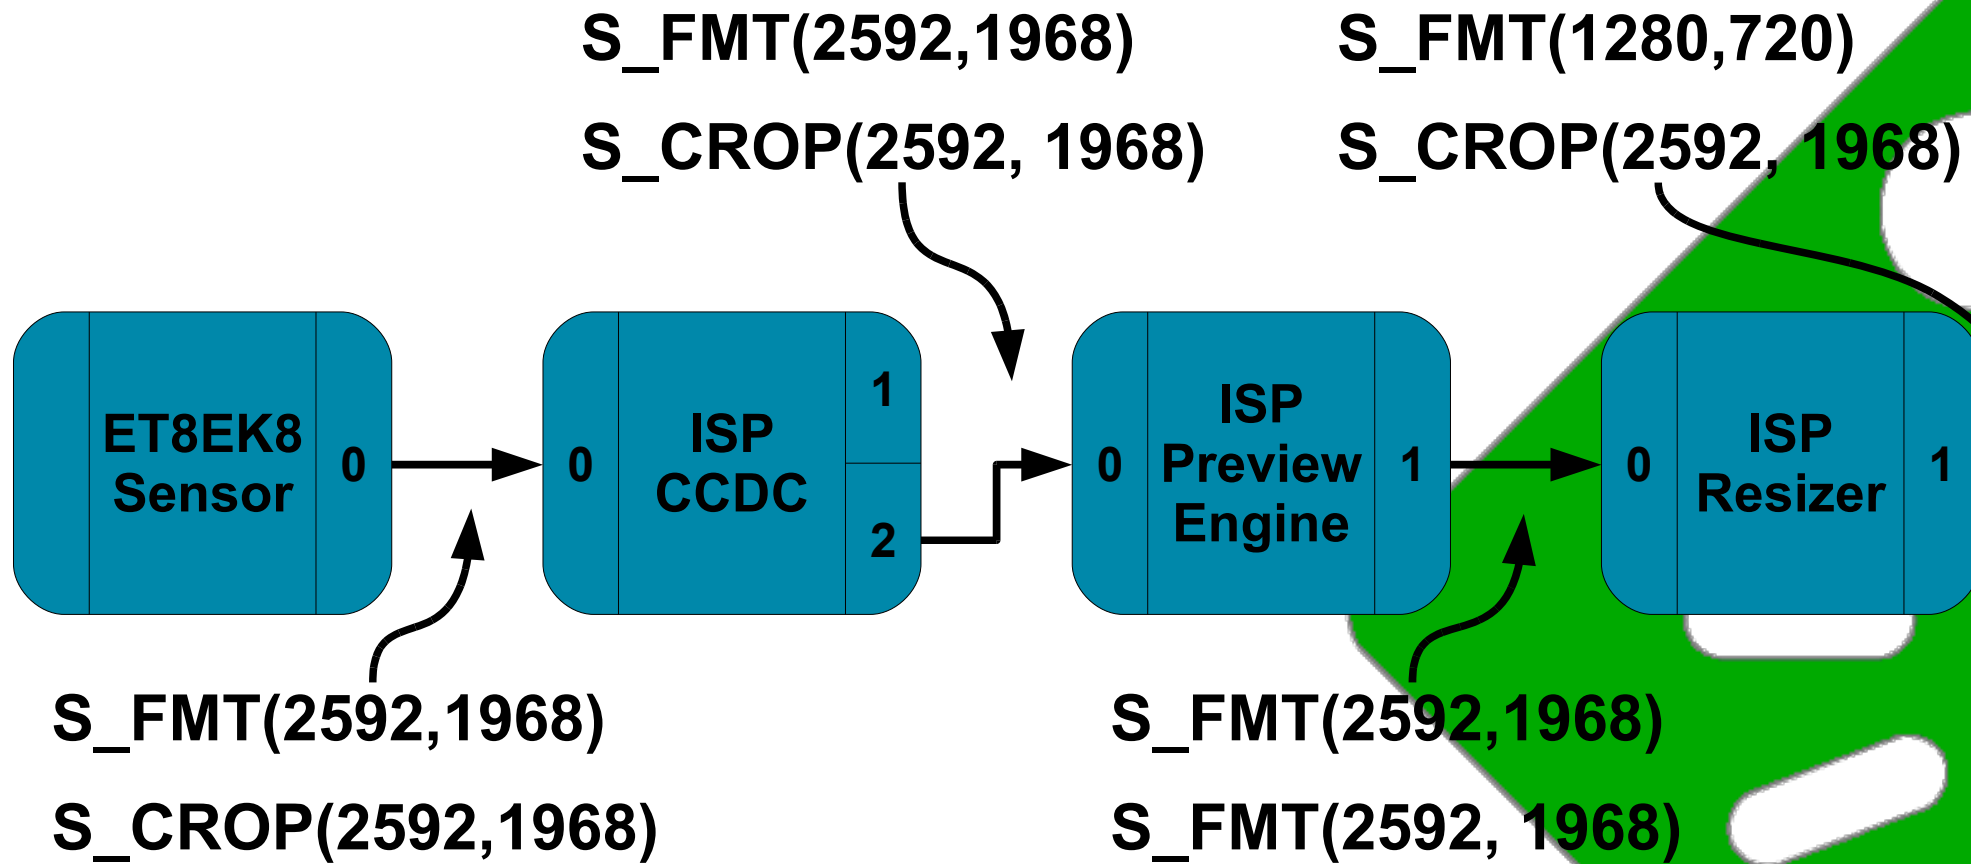 S_FMT(2592,1968)
S_CROP(2592, 1968)
S_FMT(1280,720)
S_CROP(2592, 1968)
ET8EK8
Sensor
0
0
ISP
CCDC
1
2
0
ISP
Preview
Engine
1
0
ISP
Resizer
1
S_FMT(2592,1968)
S_CROP(2592,1968)
S_FMT(2592,1968)
S_FMT(2592, 1968)